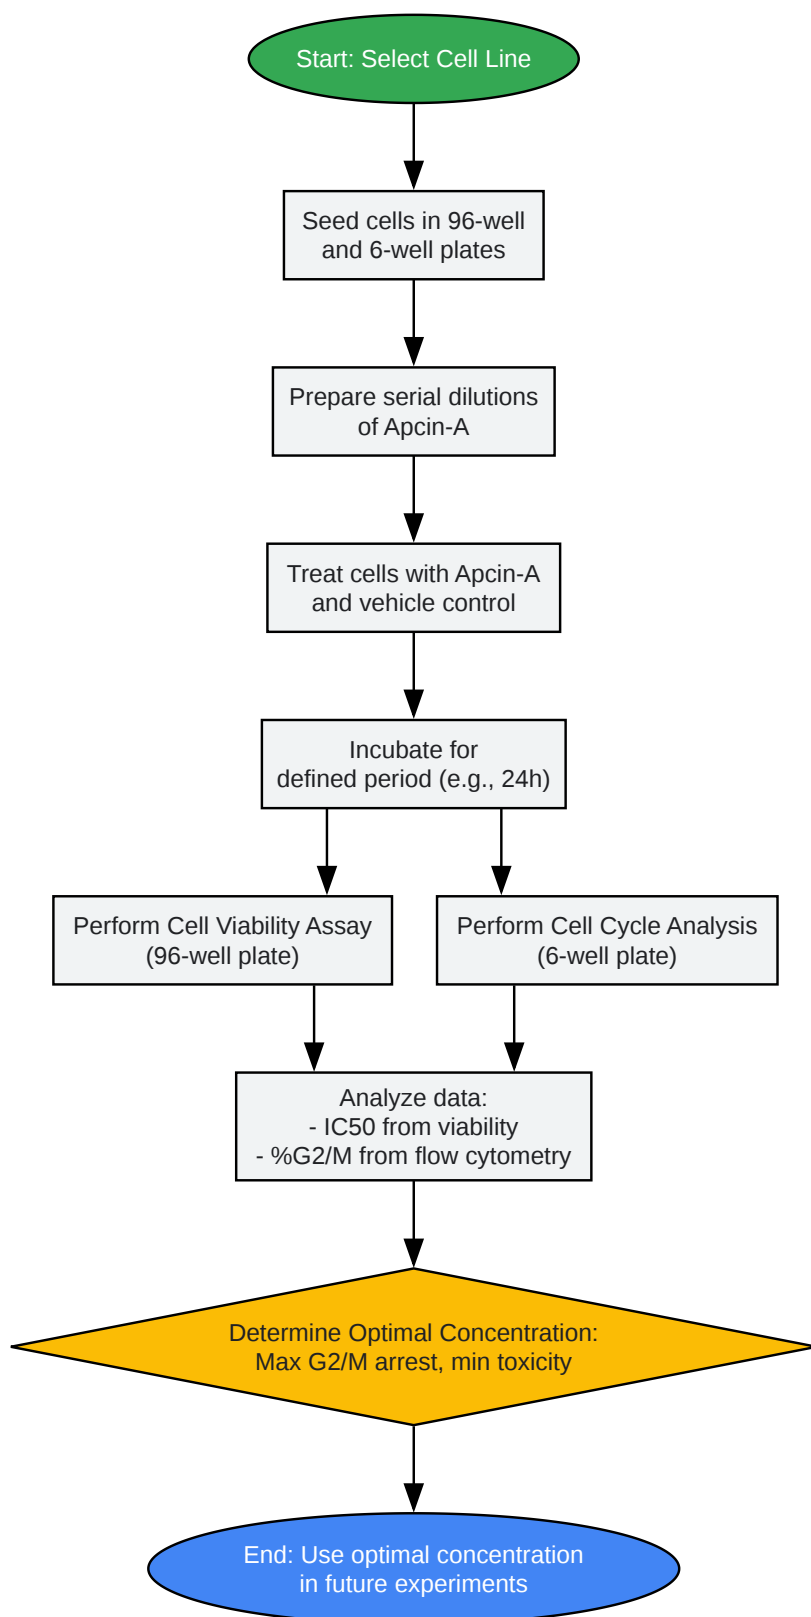 Start: Select Cell Line
Seed cells in 96-well
and 6-well plates
Prepare serial dilutions
of Apcin-A
Treat cells with Apcin-A
and vehicle control
Incubate for
defined period (e.g., 24h)
Perform Cell Viability Assay
(96-well plate)
Perform Cell Cycle Analysis
(6-well plate)
Analyze data:
- IC50 from viability
- %G2/M from flow cytometry
Determine Optimal Concentration:
Max G2/M arrest, min toxicity
End: Use optimal concentration
in future experiments